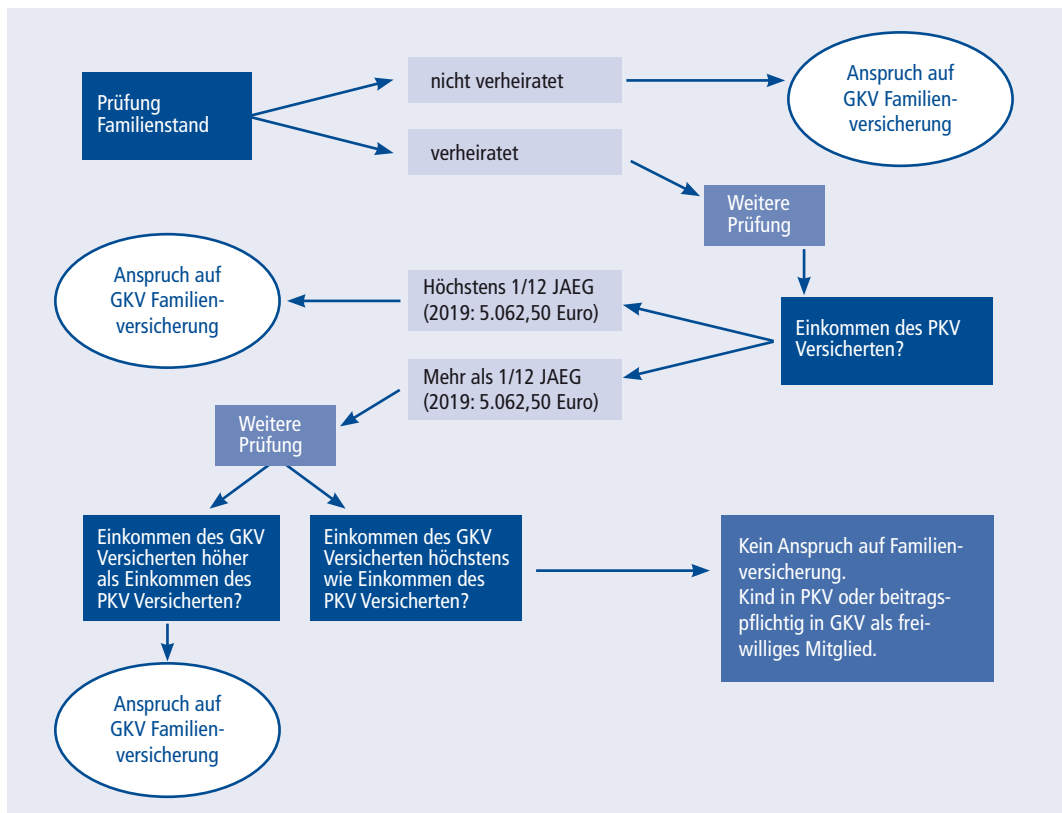 Prüfung
Familienstand
nicht verheiratet
Anspruch auf
GKV Familien-
versicherung
verheiratet
Weitere
Prüfung
Einkommen des PKV
Versicherten?
Höchstens 1/12 JAEG
(2019: 5.062,50 Euro)
Anspruch auf
GKV Familien-
versicherung
Mehr als 1/12 JAEG
(2019: 5.062,50 Euro)
Weitere
Prüfung
Einkommen des GKV
Versicherten höher
als Einkommen des
PKV Versicherten?
Einkommen des GKV
Versicherten höchstens
wie Einkommen des
PKV Versicherten?
Kein Anspruch auf Familien-
versicherung.
Kind in PKV oder beitrags-
pflichtig in GKV als frei-
williges Mitglied.
Anspruch auf
GKV Familien-
versicherung